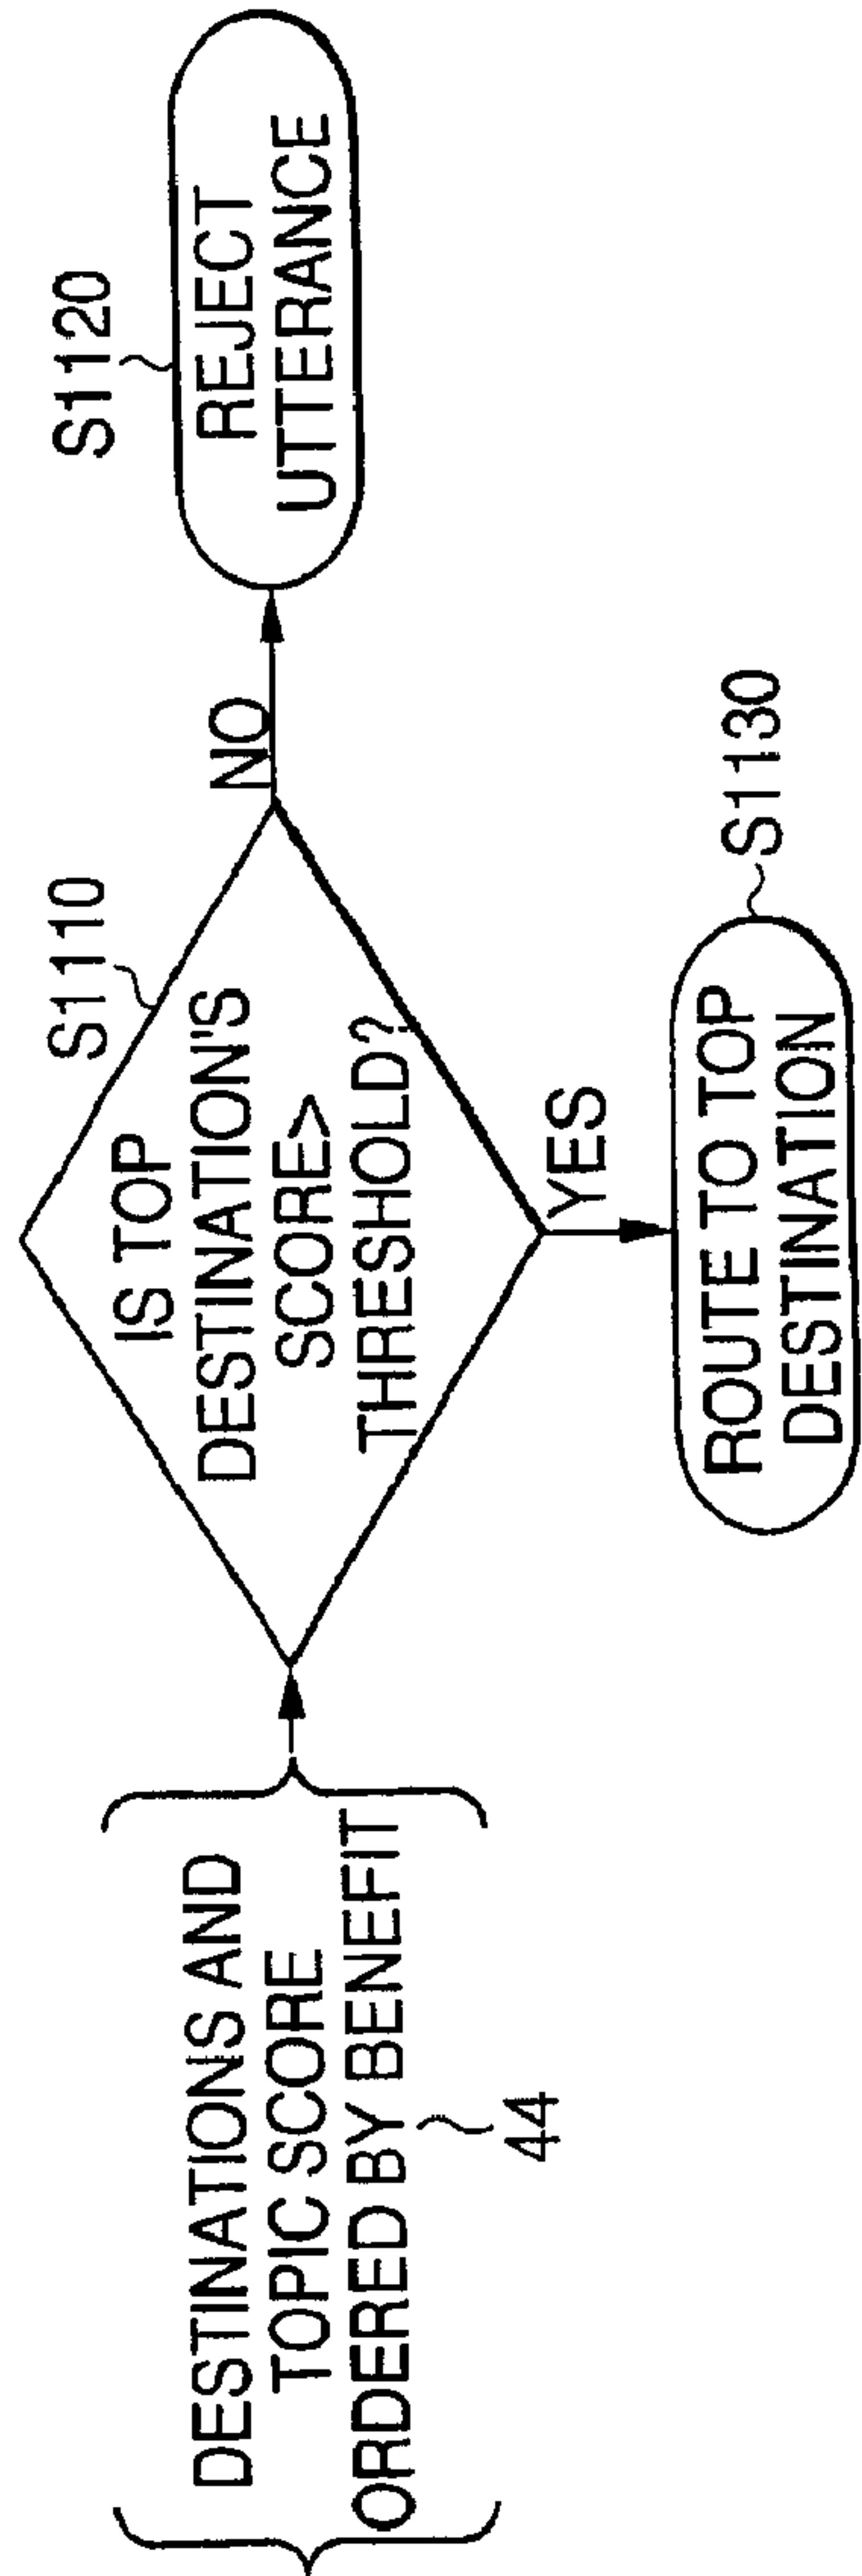 DESTINATIONS AND
TOPIC SCORE
ORDERED BY BENEFIT
44
S1110
IS TOP
DESTINATION'S
SCORE>
THRESHOLD?
NO
S1120
REJECT
UTTERANCE
YES
ROUTE TO TOP
DESTINATION
S1130